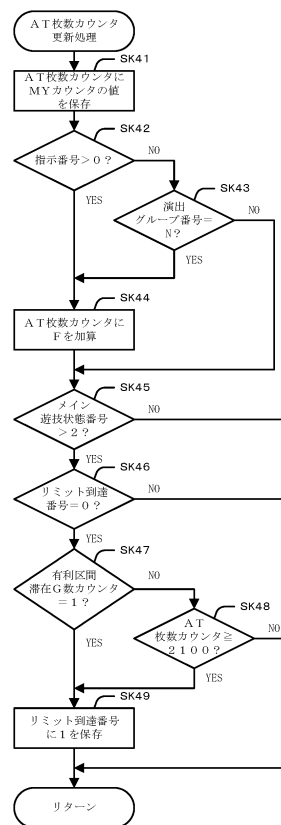 ＡＴ枚数カウンタ
更新処理
SK41
ＡＴ枚数カウンタに
ＭＹカウンタの値
を保存
SK42
指示番号＞０？
NO
YES
SK43
演出
グループ番号＝
Ｎ？
NO
YES
SK44
ＡＴ枚数カウンタに
Ｆを加算
SK45
メイン
遊技状態番号
＞２？
NO
YES
SK46
リミット到達
番号＝０？
NO
YES
SK47
有利区間
滞在Ｇ数カウンタ
＝１？
NO
YES
SK48
ＡＴ
枚数カウンタ≧
２１００？
NO
YES
SK49
リミット到達番号
に１を保存
リターン